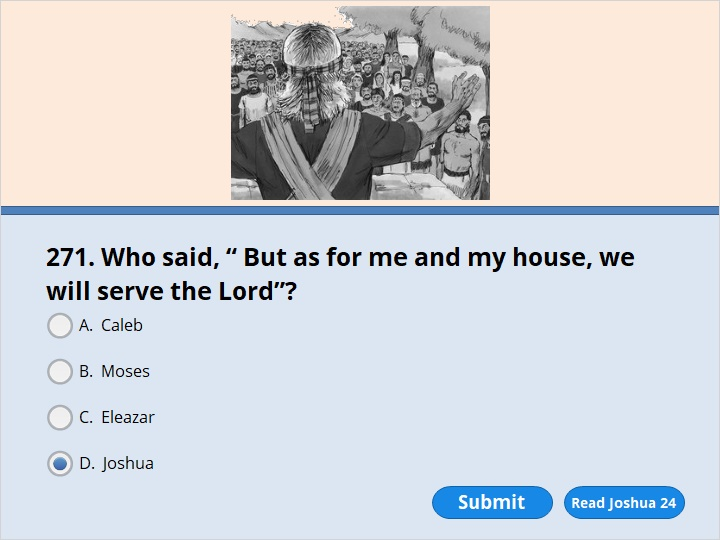 271. Who said, “ But as for me and my house, we
will serve the Lord”?
A. Caleb
B. Moses
C. Eleazar
D. Joshua
Submit
Read Joshua 24